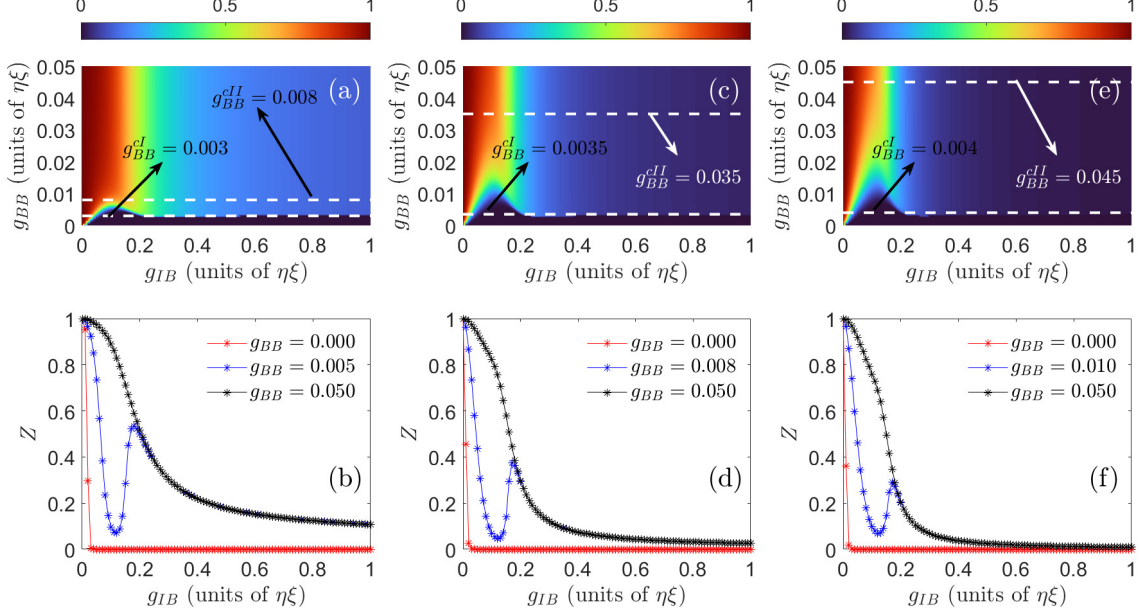 0 0.5 1
0 0.5 1
0 0.5 1
0.05
0.04
0.03
0.02
0.01
0
g_{BB} (units of ηξ)
(a)
g_{BB}^{cII} = 0.008
g_{BB}^{cI} = 0.003
0 0.2 0.4 0.6 0.8 1
g_{IB} (units of ηξ)
0.05
0.04
0.03
0.02
0.01
0
g_{BB} (units of ηξ)
(c)
g_{BB}^{cI} = 0.0035
g_{BB}^{cII} = 0.035
0 0.2 0.4 0.6 0.8 1
g_{IB} (units of ηξ)
0.05
0.04
0.03
0.02
0.01
0
g_{BB} (units of ηξ)
(e)
g_{BB}^{cI} = 0.004
g_{BB}^{cII} = 0.045
0 0.2 0.4 0.6 0.8 1
g_{IB} (units of ηξ)
1
0.8
0.6
0.4
0.2
0
Z
g_{BB} = 0.000
g_{BB} = 0.005
g_{BB} = 0.050
(b)
0 0.2 0.4 0.6 0.8 1
g_{IB} (units of ηξ)
1
0.8
0.6
0.4
0.2
0
Z
g_{BB} = 0.000
g_{BB} = 0.008
g_{BB} = 0.050
(d)
0 0.2 0.4 0.6 0.8 1
g_{IB} (units of ηξ)
1
0.8
0.6
0.4
0.2
0
Z
g_{BB} = 0.000
g_{BB} = 0.010
g_{BB} = 0.050
(f)
0 0.2 0.4 0.6 0.8 1
g_{IB} (units of ηξ)